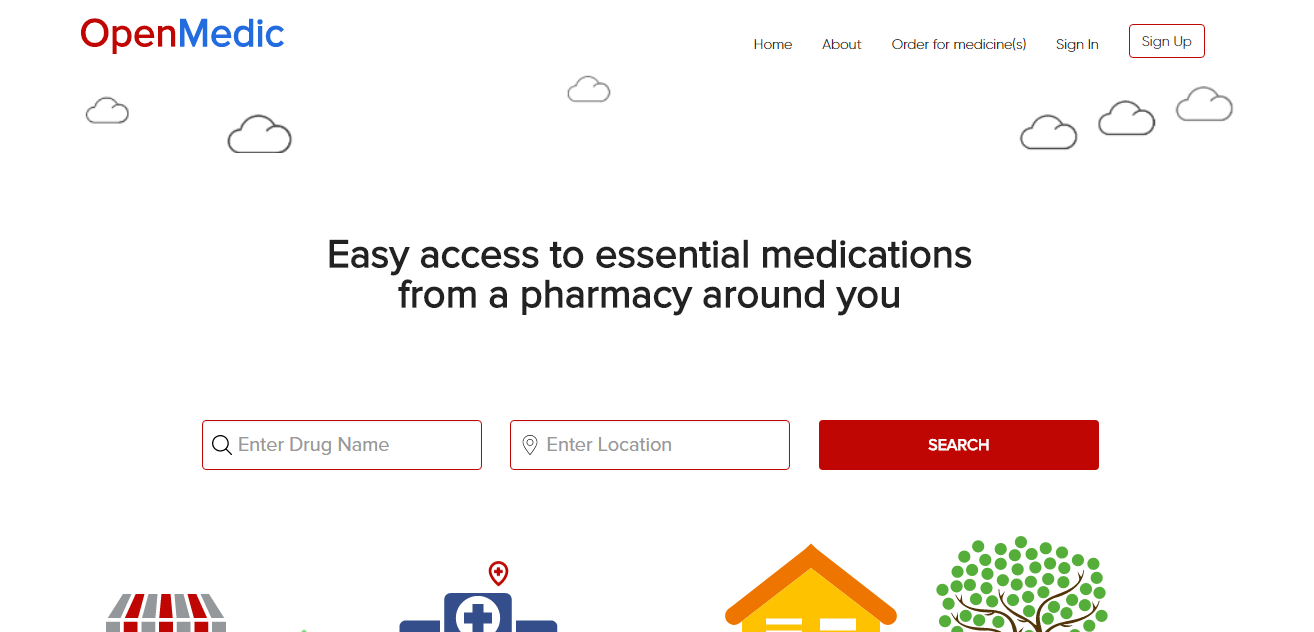 OpenMedic
Home About Order for medicine(s) Sign In Sign Up
Easy access to essential medications
from a pharmacy around you
Enter Drug Name Enter Location SEARCH